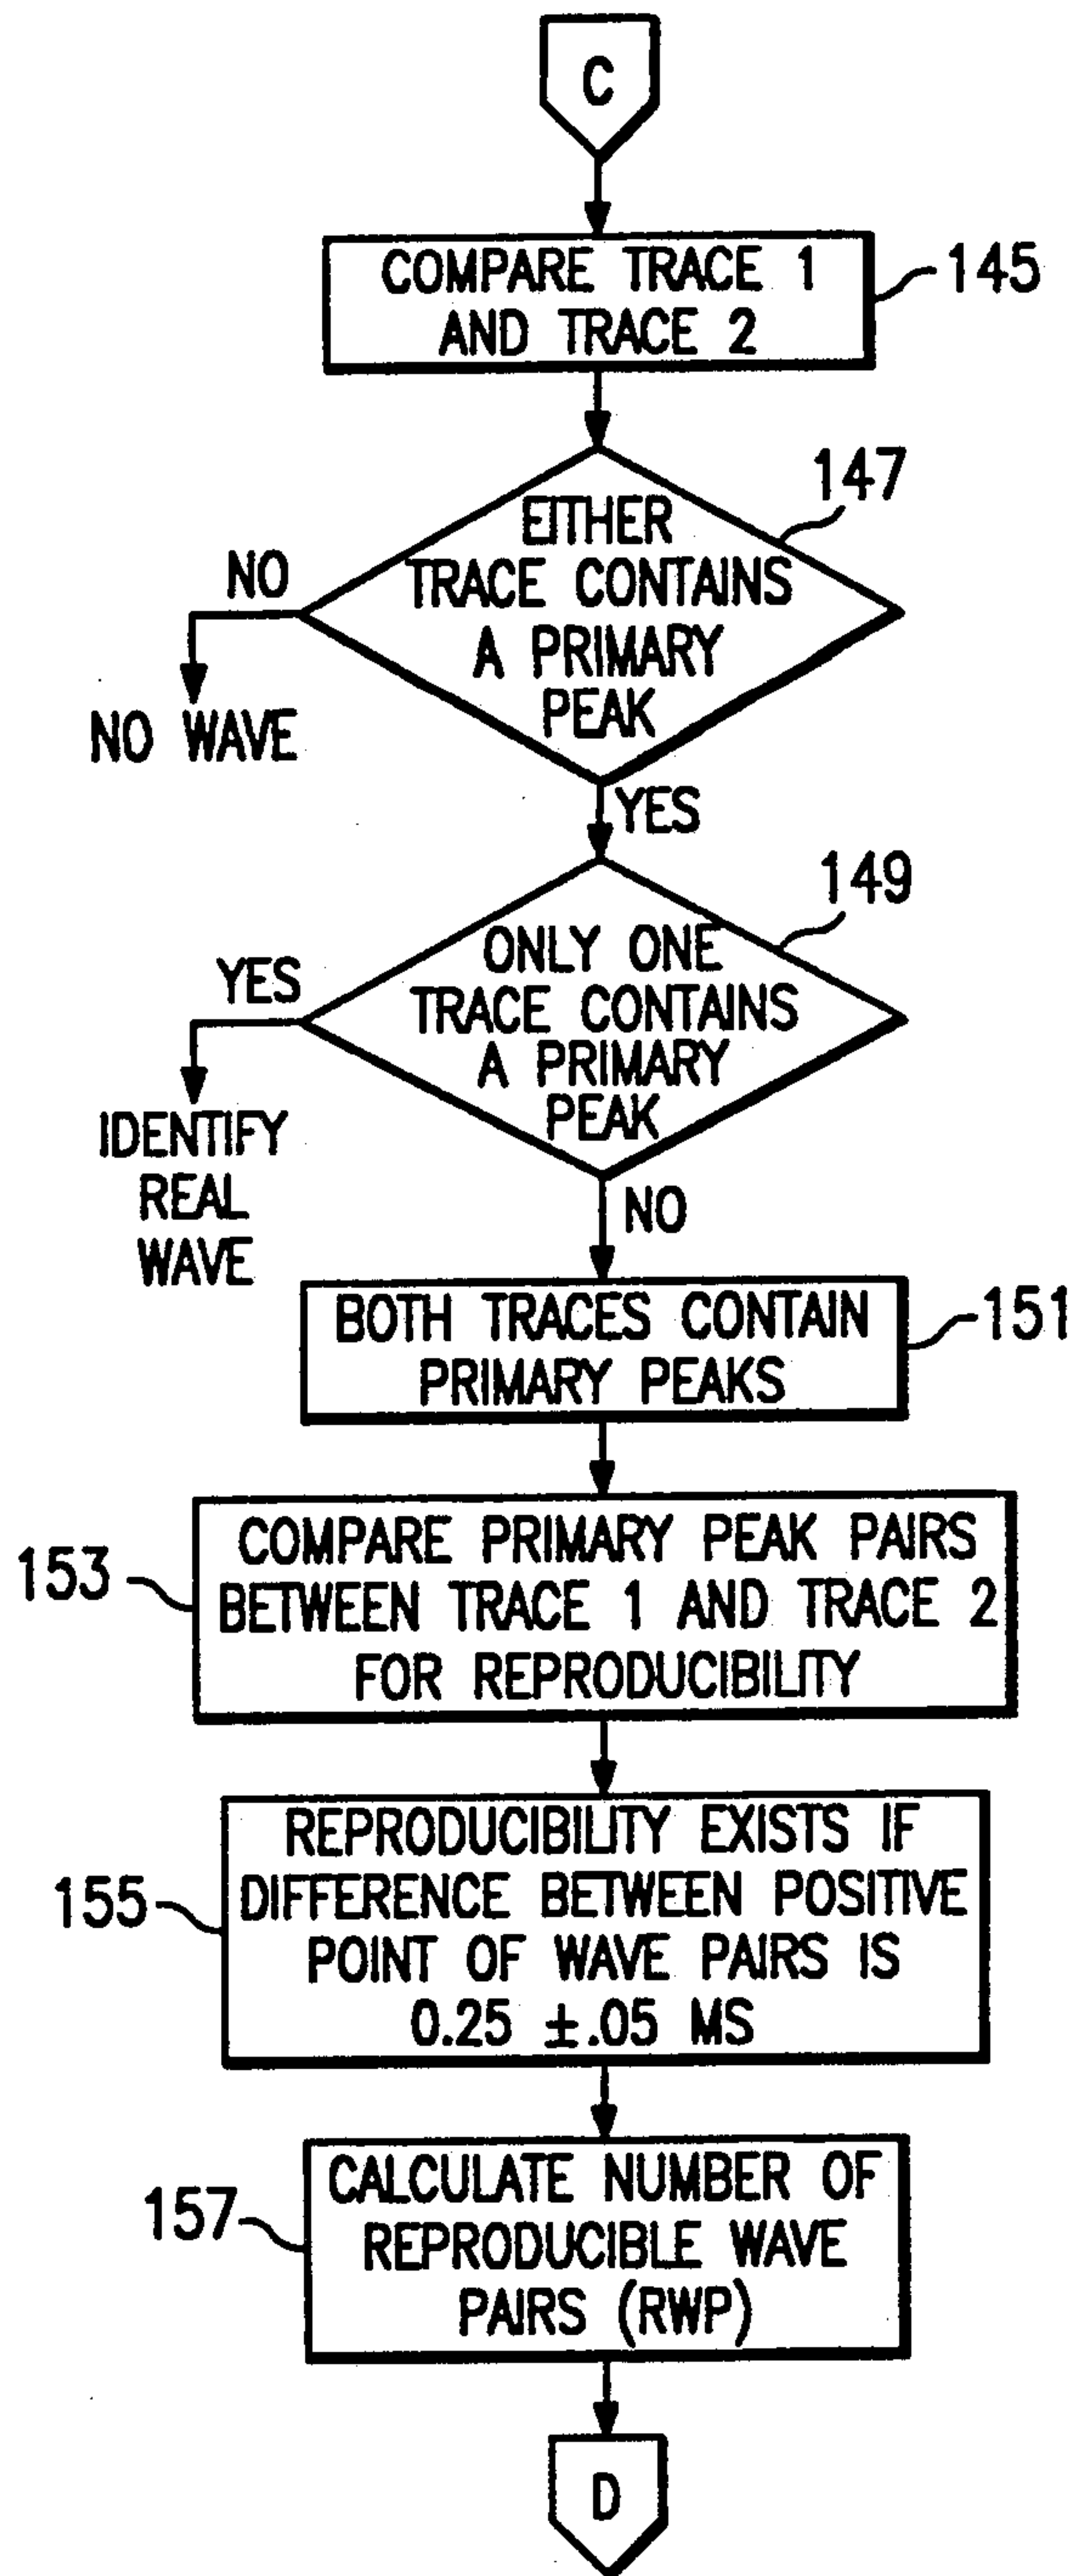 C
COMPARE TRACE 1
AND TRACE 2
145
EITHER
TRACE CONTAINS
A PRIMARY
PEAK
147
NO
NO WAVE
YES
ONLY ONE
TRACE CONTAINS
A PRIMARY
PEAK
149
YES
IDENTIFY
REAL
WAVE
NO
BOTH TRACES CONTAIN
PRIMARY PEAKS
151
COMPARE PRIMARY PEAK PAIRS
BETWEEN TRACE 1 AND TRACE 2
FOR REPRODUCIBILITY
153
REPRODUCIBILITY EXISTS IF
DIFFERENCE BETWEEN POSITIVE
POINT OF WAVE PAIRS IS
0.25 ±.05 MS
155
CALCULATE NUMBER OF
REPRODUCIBLE WAVE
PAIRS (RWP)
157
D